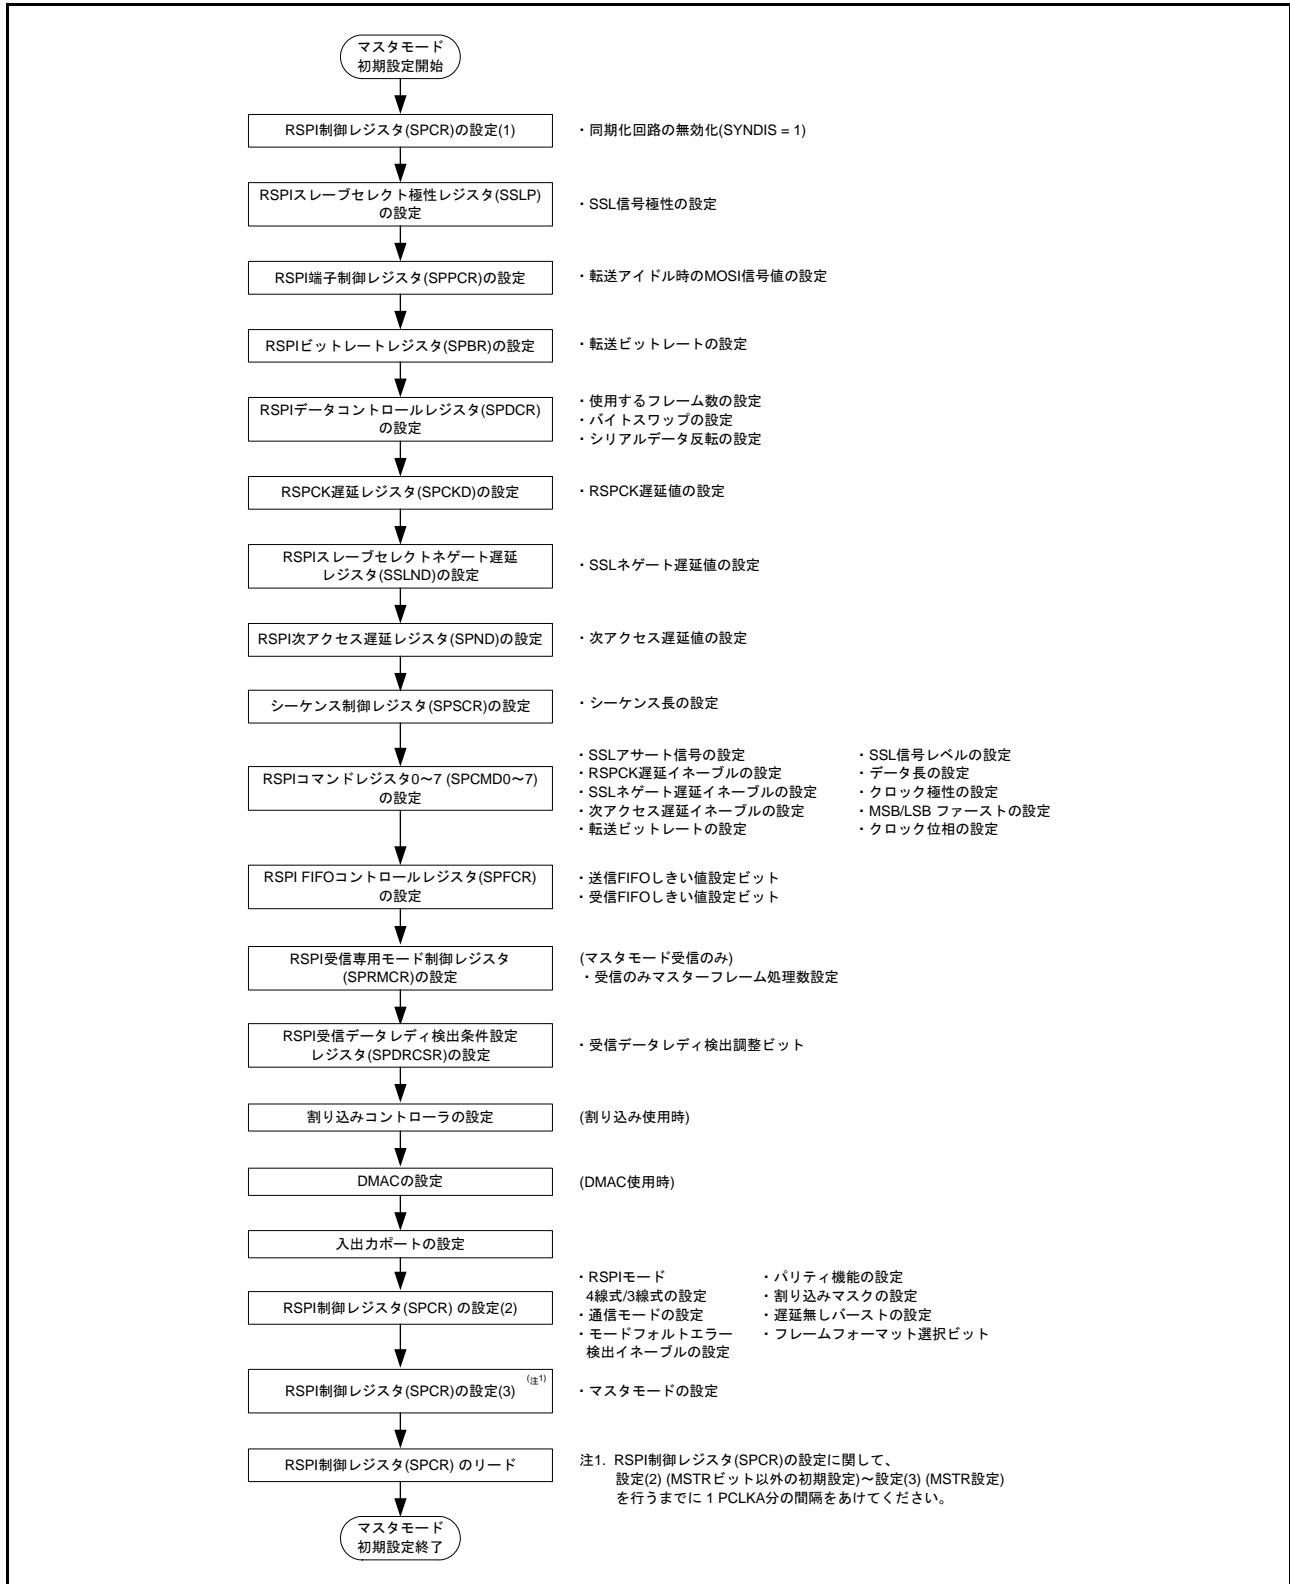 マスタモード
初期設定開始
RSPI制御レジスタ(SPCR)の設定(1)
・同期化回路の無効化(SYNDIS = 1)
RSPIスレーブセレクト極性レジスタ(SSLP)
の設定
・SSL信号極性の設定
RSPI端子制御レジスタ(SPPCR)の設定
・転送アイドル時のMOSI信号値の設定
RSPIビットレートレジスタ(SPBR)の設定
・転送ビットレートの設定
RSPIデータコントロールレジスタ(SPDCR)
の設定
・使用するフレーム数の設定
・バイトスワップの設定
・シリアルデータ反転の設定
RSPCK遅延レジスタ(SPCKD)の設定
・RSPCK遅延値の設定
RSPIスレーブセレクトネゲート遅延
レジスタ(SSLND)の設定
・SSLネゲート遅延値の設定
RSPI次アクセス遅延レジスタ(SPND)の設定
・次アクセス遅延値の設定
シーケンス制御レジスタ(SPSCR)の設定
・シーケンス長の設定
RSPIコマンドレジスタ0～7 (SPCMD0～7)
の設定
・SSLアサート信号の設定
・RSPCK遅延イネーブルの設定
・SSLネゲート遅延イネーブルの設定
・次アクセス遅延イネーブルの設定
・転送ビットレートの設定
・SSL信号レベルの設定
・データ長の設定
・クロック極性の設定
・MSB/LSB ファーストの設定
・クロック位相の設定
RSPI FIFOコントロールレジスタ(SPFCR)
の設定
・送信FIFOしきい値設定ビット
・受信FIFOしきい値設定ビット
RSPI受信専用モード制御レジスタ
(SPRMCR)の設定
(マスタモード受信のみ)
・受信のみマスターフレーム処理数設定
RSPI受信データレディ検出条件設定
レジスタ(SPDRCSR)の設定
・受信データレディ検出調整ビット
割り込みコントローラの設定
(割り込み使用時)
DMACの設定
(DMAC使用時)
入出力ポートの設定
RSPI制御レジスタ(SPCR) の設定(2)
・RSPIモード
4線式/3線式の設定
・通信モードの設定
・モードフォルトエラー
検出イネーブルの設定
・パリティ機能の設定
・割り込みマスクの設定
・遅延無しバーストの設定
・フレームフォーマット選択ビット
RSPI制御レジスタ(SPCR)の設定(3) (注1)
・マスタモードの設定
RSPI制御レジスタ(SPCR) のリード
注1. RSPI制御レジスタ(SPCR)の設定に関して、
設定(2) (MSTRビット以外の初期設定)～設定(3) (MSTR設定)
を行うまでに 1 PCLKA分の間隔をあけてください。
マスタモード
初期設定終了